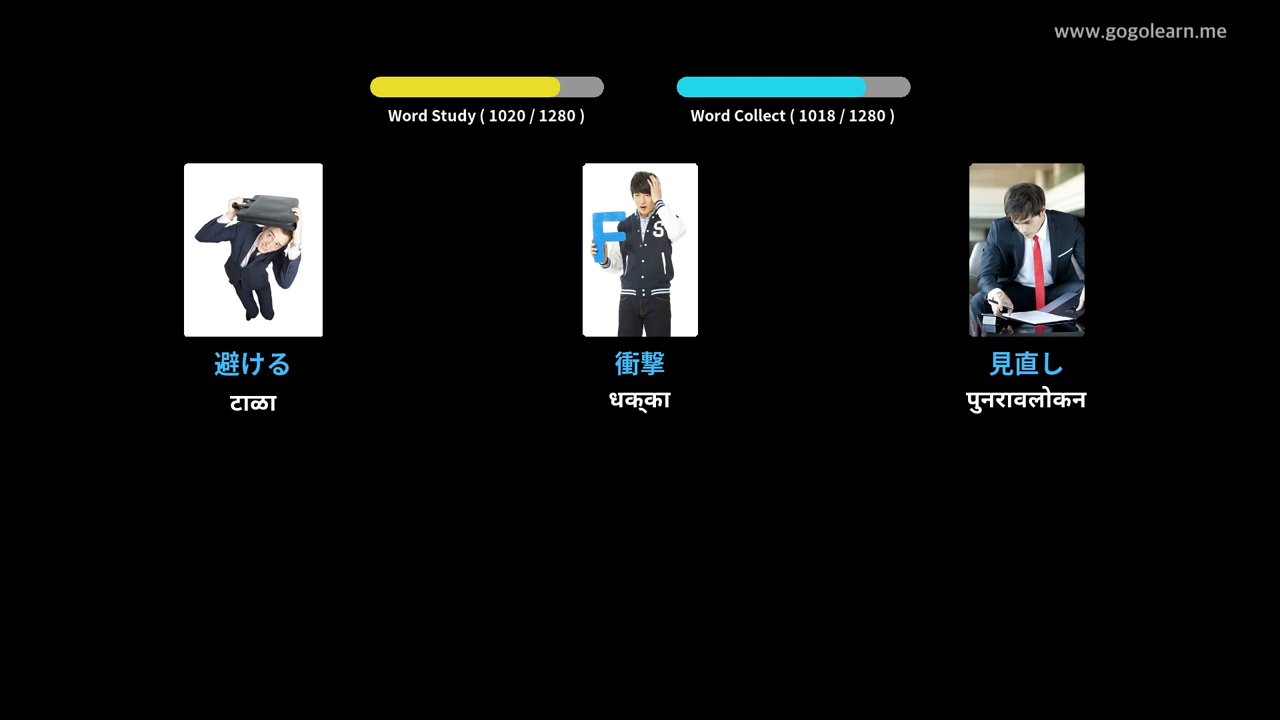 www.gogolearn.me
Word Study ( 1020 / 1280 )
Word Collect ( 1018 / 1280 )
F
S
避ける
衝撃
見直し
टाळा
धक्का
पुनरावलोकन